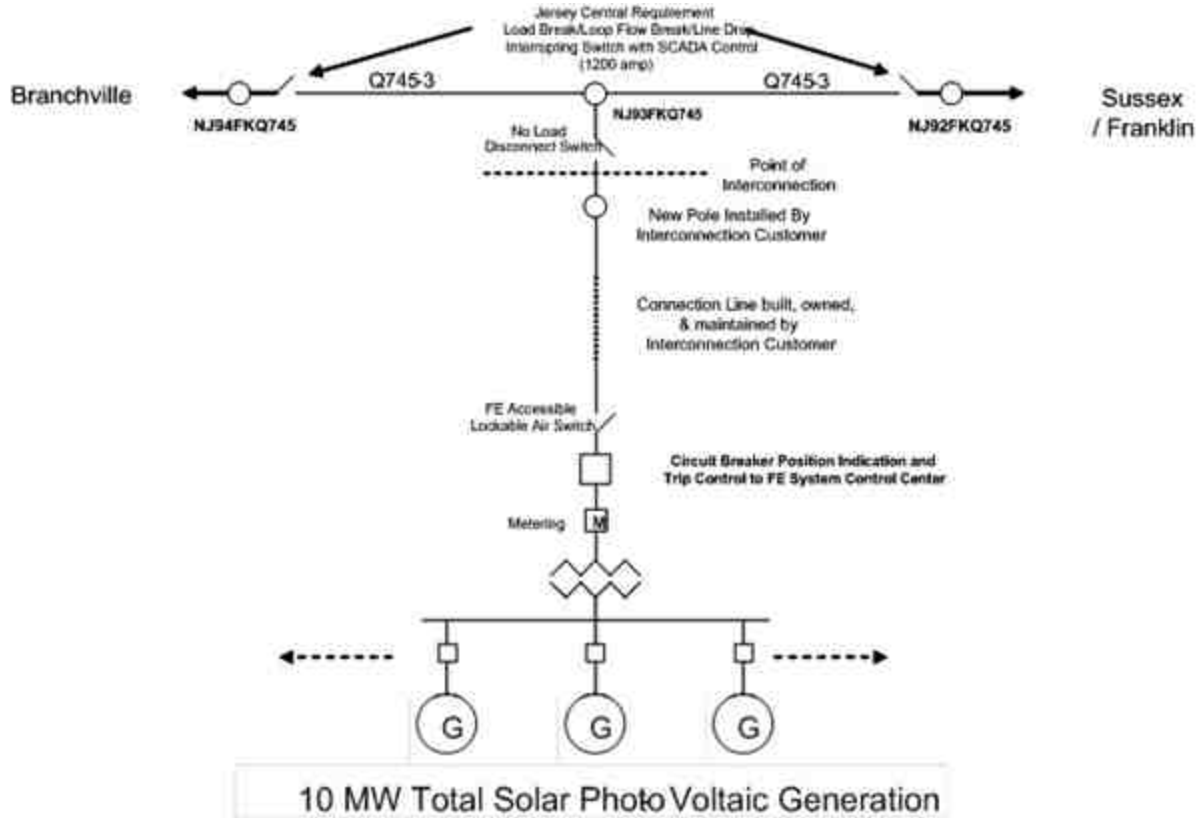 Jersey Central Requirement
Load Break/Loop Flow Break/Line Drop
Interspring Switch with SCADA Control
(1200 amp)
Branchville
Q745-3
Q745-3
Sussex
/ Franklin
NJ94FKQ745
NJ93FKQ745
NJ92FKQ745
No Load
Disconnect Switch
Point of
Interconnection
New Pole Installed By
Interconnection Customer
Connection Line built, owned,
& maintained by
Interconnection Customer
FE Accessible
Lockable Air Switch
Circuit Breaker Position Indication and
Trip Control to FE System Control Center
Metering
M
G
G
G
10 MW Total Solar Photo Voltaic Generation